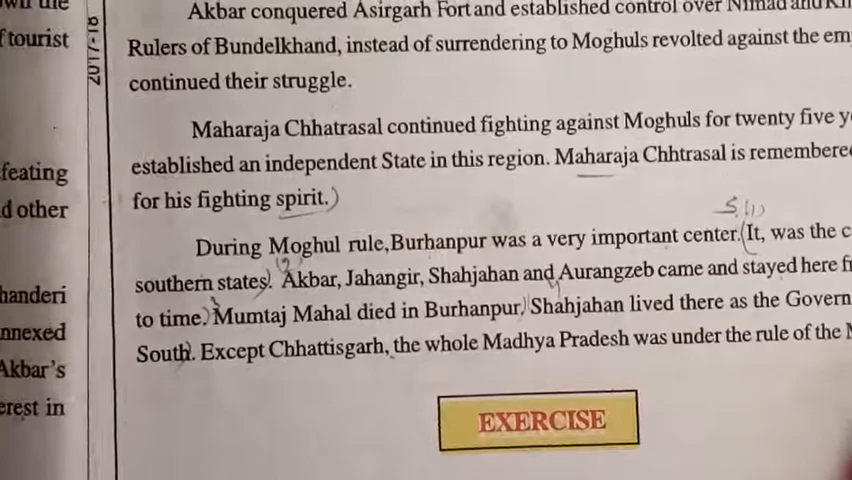 own the
f tourist
feating
d other
handeri
nnexed
Akbar's
erest in
2017-18
Akbar conquered Asirgarh Fort and established control over Nimad and
Rulers of Bundelkhand, instead of surrendering to Moghuls revolted against the em
continued their struggle.
Maharaja Chhatrasal continued fighting against Moghuls for twenty five y
established an independent State in this region. Maharaja Chhtrasal is remembere
for his fighting spirit.)
S.(1)
During Moghul rule, Burhanpur was a very important center. (It, was the c
(2)
southern states). Akbar, Jahangir, Shahjahan and Aurangzeb came and stayed here f
to time.) Mumtaj Mahal died in Burhanpur. Shahjahan lived there as the Govern
South. Except Chhattisgarh, the whole Madhya Pradesh was under the rule of the M
EXERCISE